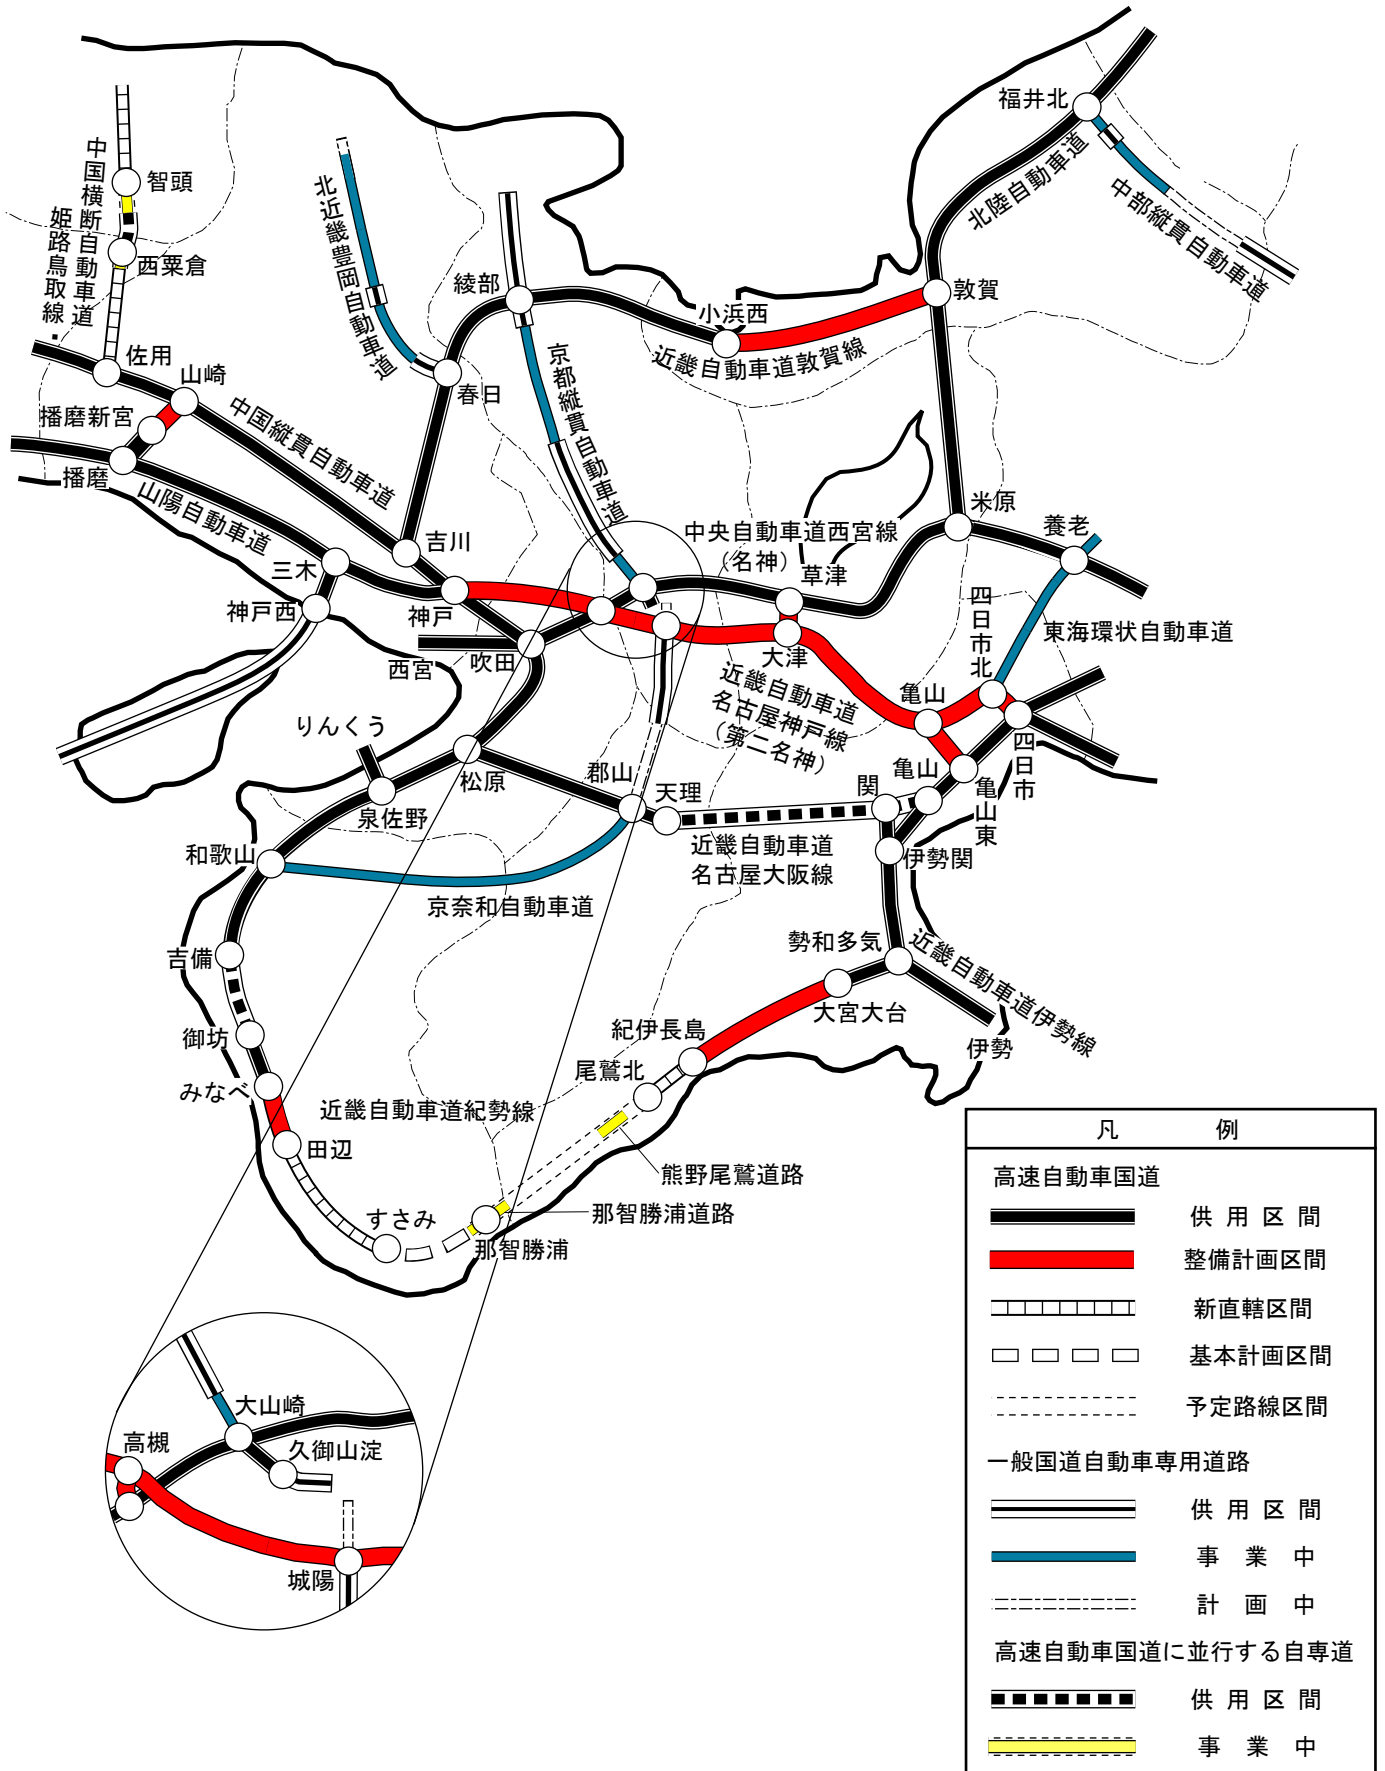 福井北
北陸自動車道
中部縦貫自動車道
中国横断自動車道
姫路鳥取線
智頭
西粟倉
北近畿豊岡自動車道
綾部
小浜西
敦賀
近畿自動車道敦賀線
佐用
山崎
春日
京都縦貫自動車道
播磨新宮
中国縦貫自動車道
播磨
山陽自動車道
米原
養老
中央自動車道西宮線
（名神）
吉川
三木
草津
神戸西
神戸
四日市北
東海環状自動車道
西宮
吹田
大津
近畿自動車道
名古屋神戸線
（第二名神）
亀山
りんくう
四日市
松原
郡山
天理
関
亀山
亀山東
泉佐野
近畿自動車道
名古屋大阪線
伊勢関
和歌山
京奈和自動車道
勢和多気
近畿自動車道伊勢線
吉備
大宮大台
伊勢
御坊
紀伊長島
尾鷲北
みなべ
近畿自動車道紀勢線
田辺
熊野尾鷲道路
すさみ
那智勝浦道路
那智勝浦
大山崎
高槻
久御山淀
城陽
凡例
高速自動車国道
供用区間
整備計画区間
新直轄区間
基本計画区間
予定路線区間
一般国道自動車専用道路
供用区間
事業中
計画中
高速自動車国道に並行する自専道
供用区間
事業中